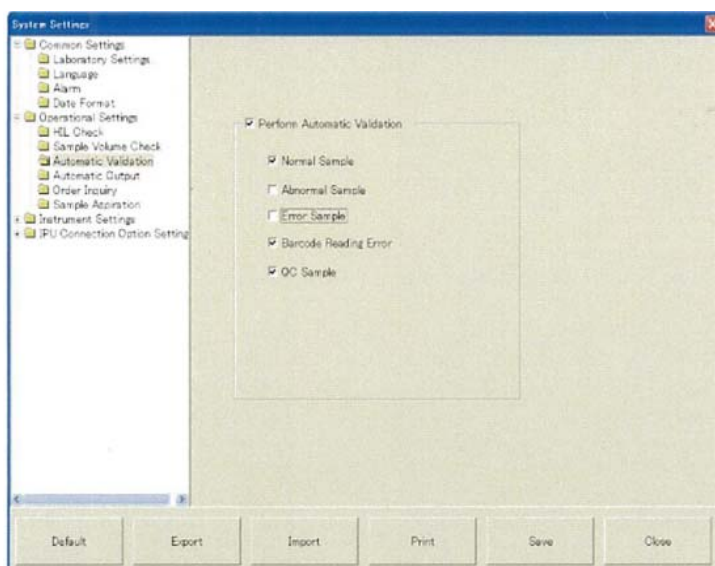 System Settings
Common Settings
Laboratory Settings
Language
Alarm
Date Format
Operational Settings
HIL Check
Sample Volume Check
Automatic Validation
Automatic Output
Order Inquiry
Sample Aspiration
Instrument Settings
IPU Connection Option Setting
Perform Automatic Validation
Normal Sample
Abnormal Sample
Error Sample
Barcode Reading Error
QC Sample
Default Export Import Print Save Close